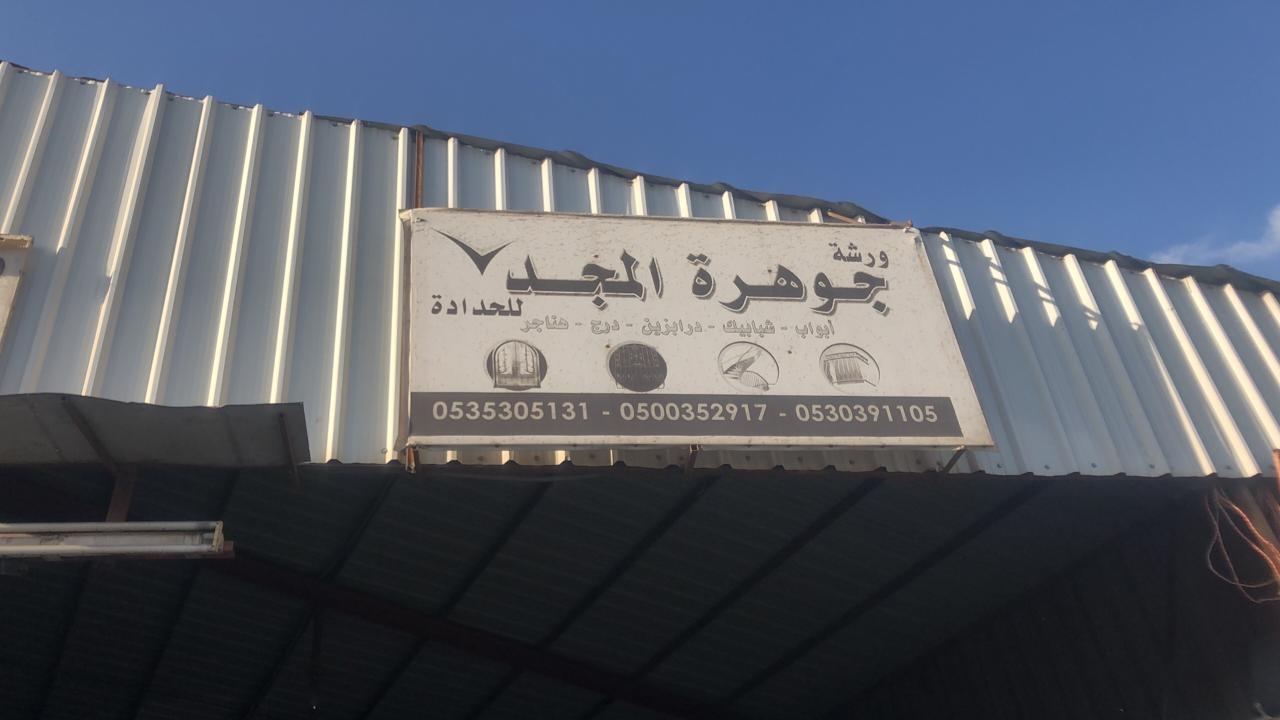 ورشة
جوهرة المجد
للحدادة
أبواب - شبابيك - درابزين - درج - هناجر
0535305131 - 0500352917 - 0530391105